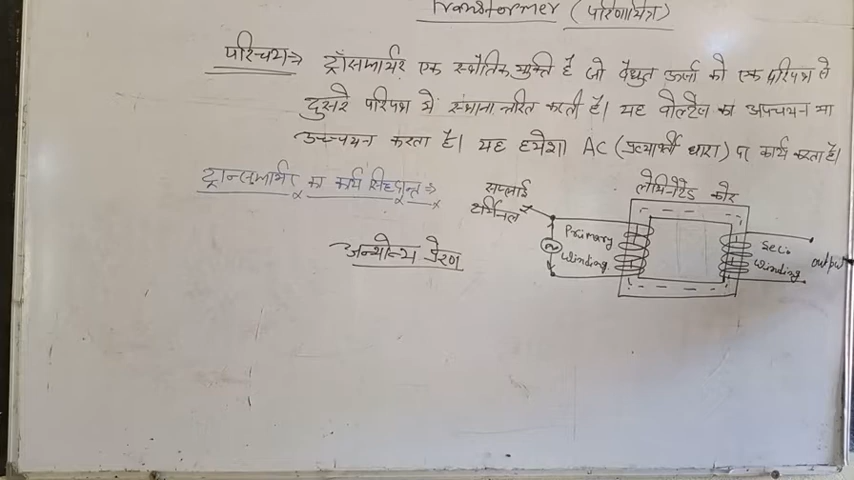 Transformer (परिणामित्र)
परिचय→ ट्राँसफार्मर एक स्थैतिक युक्ति है जो वैधुत ऊर्जा को एक परिपथ से
दुसरे परिपथ में स्थानान्तरित करती है। यह वोल्टेज का अपचयन या
उच्चयन करता है। यह हमेशा AC (प्रत्यावर्ती धारा) पर कार्य करता है।
ट्रान्सफार्मर का कार्य सिद्धान्त→
अन्योन्य प्रेरण
सप्लाई
टर्मिनल
लेमिनेटेड कोर
Primary
Winding
Sec.
Winding
output